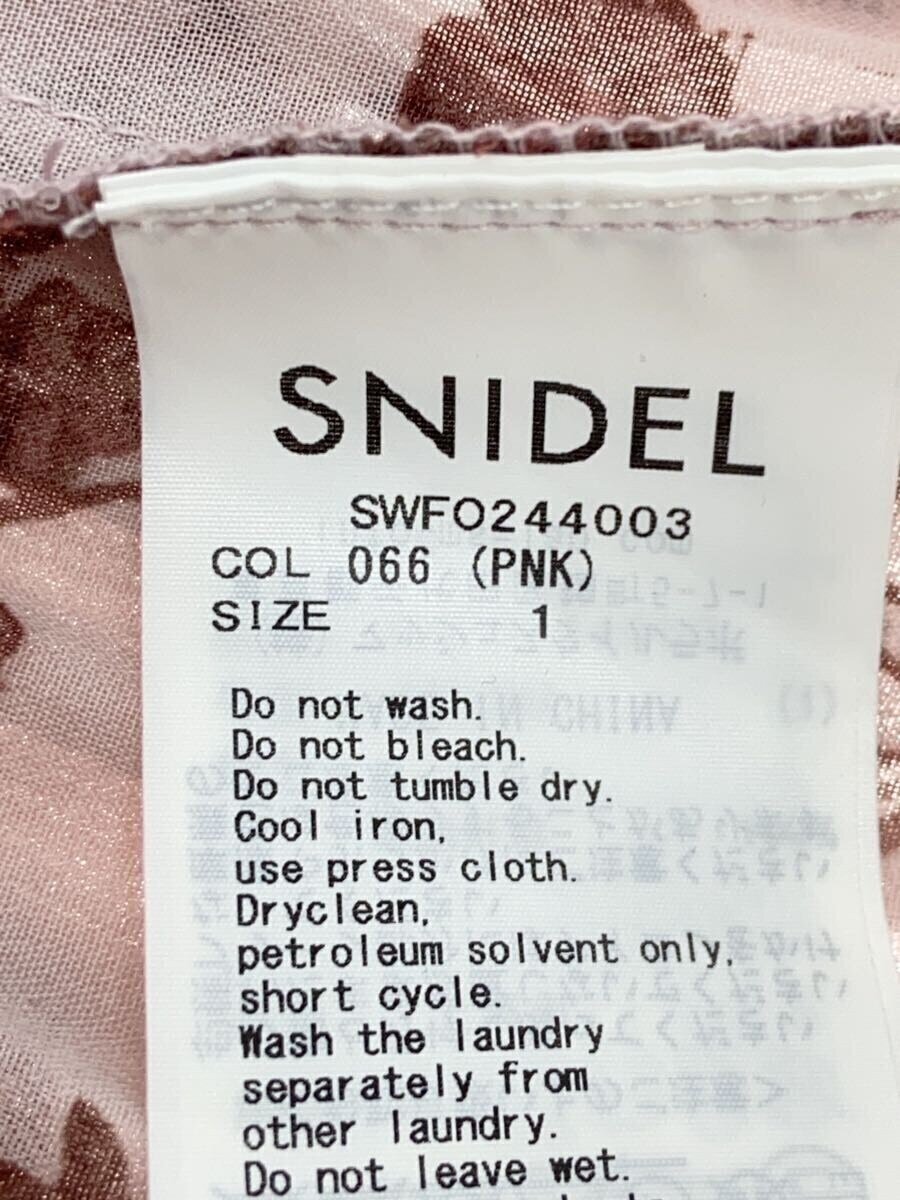 SNIDEL
SWFO244003
COL 066 (PNK)
SIZE 1
Do not wash.
Do not bleach.
Do not tumble dry.
Cool iron,
use press cloth.
Dryclean,
petroleum solvent only,
short cycle.
Wash the laundry
separately from
other laundry.
Do not leave wet.